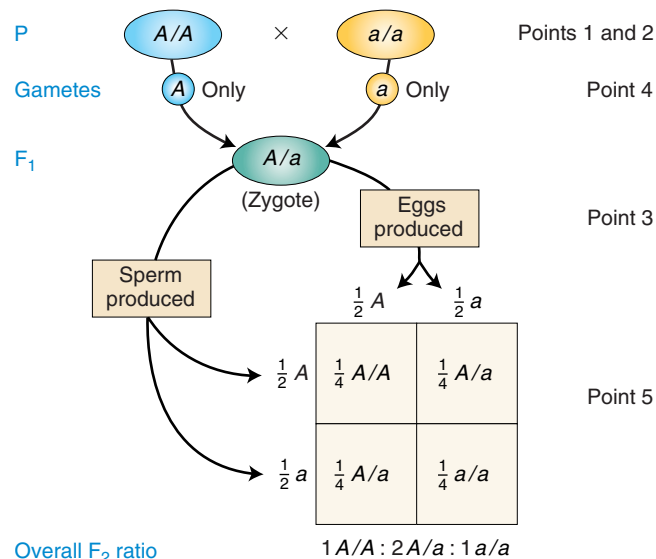 P A/A × a/a Points 1 and 2
Gametes A Only a Only Point 4
F₁ A/a
(Zygote)
Eggs
produced
Point 3
Sperm
produced
1/2 A 1/2 a
1/2 A 1/4 A/A 1/4 A/a
Point 5
1/2 a 1/4 A/a 1/4 a/a
Overall F₂ ratio 1 A/A : 2 A/a : 1 a/a